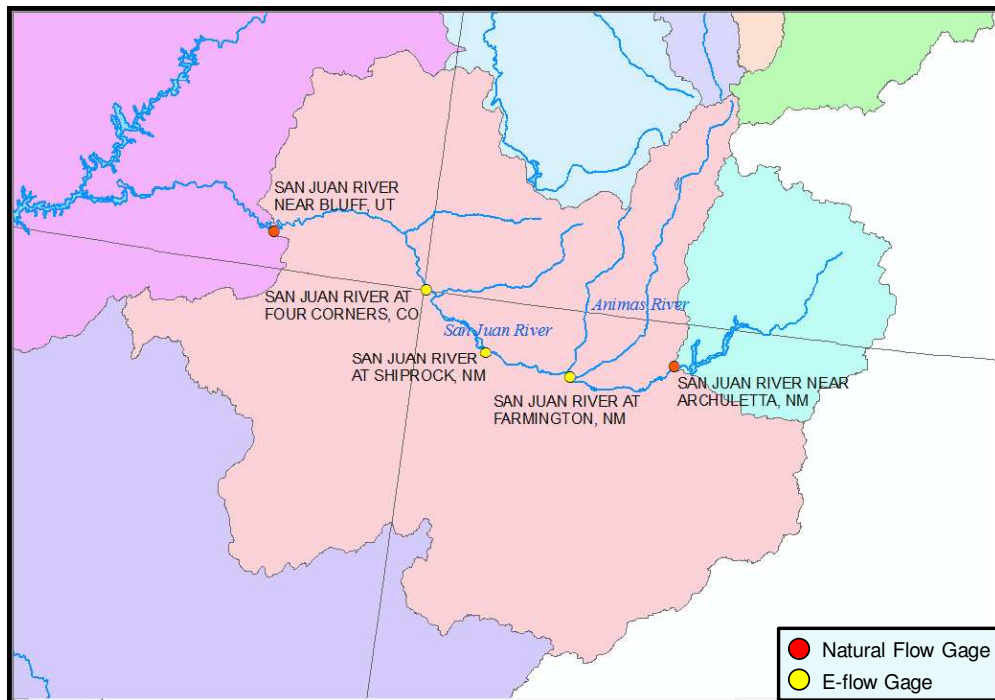 SAN JUAN RIVER
NEAR BLUFF, UT
SAN JUAN RIVER AT
FOUR CORNERS, CO
Animas River
San Juan River
SAN JUAN RIVER
AT SHIPROCK, NM
SAN JUAN RIVER AT
FARMINGTON, NM
SAN JUAN RIVER NEAR
ARCHULETTA, NM
Natural Flow Gage
E-flow Gage